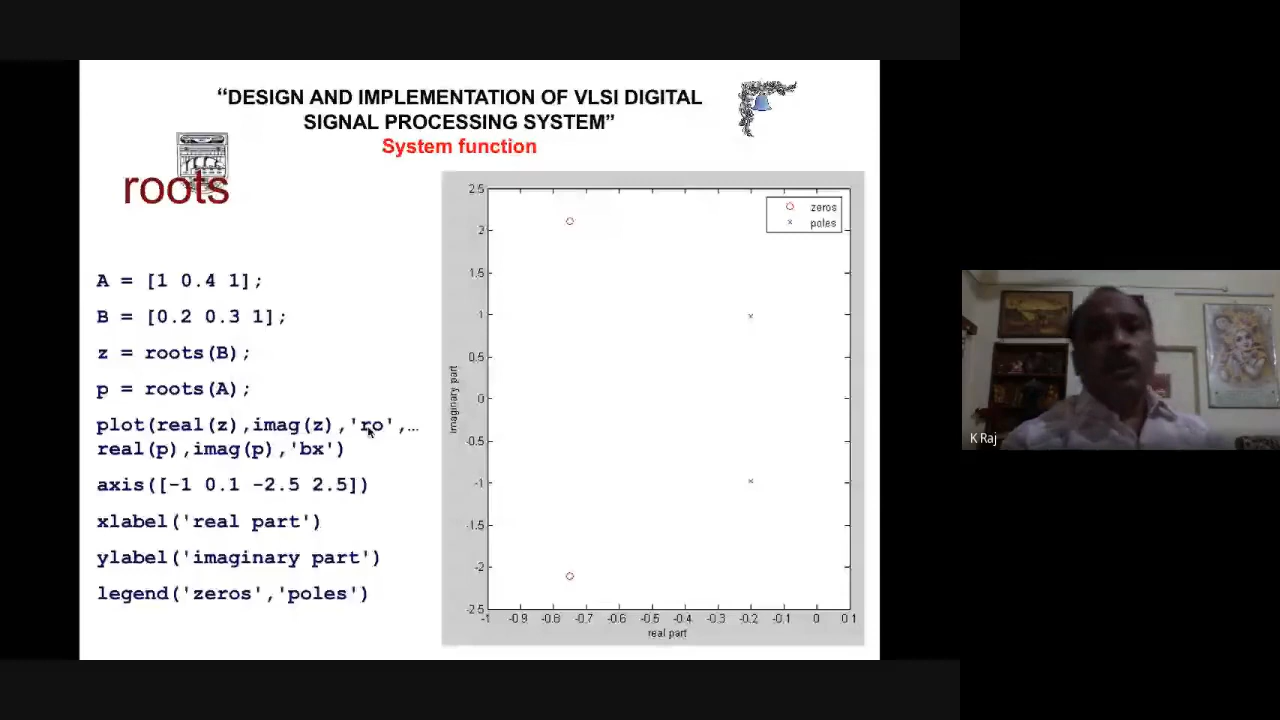 “DESIGN AND IMPLEMENTATION OF VLSI DIGITAL
SIGNAL PROCESSING SYSTEM”
System function
roots
A = [1 0.4 1];
B = [0.2 0.3 1];
z = roots(B);
p = roots(A);
plot(real(z),imag(z),'ro',…
real(p),imag(p),'bx')
axis([-1 0.1 -2.5 2.5])
xlabel('real part')
ylabel('imaginary part')
legend('zeros','poles')
zeros
poles
2.5
2
1.5
1
0.5
0
-0.5
-1
-1.5
-2
-2.5
imaginary part
-1 -0.9 -0.8 -0.7 -0.6 -0.5 -0.4 -0.3 -0.2 -0.1 0 0.1
real part
K Raj